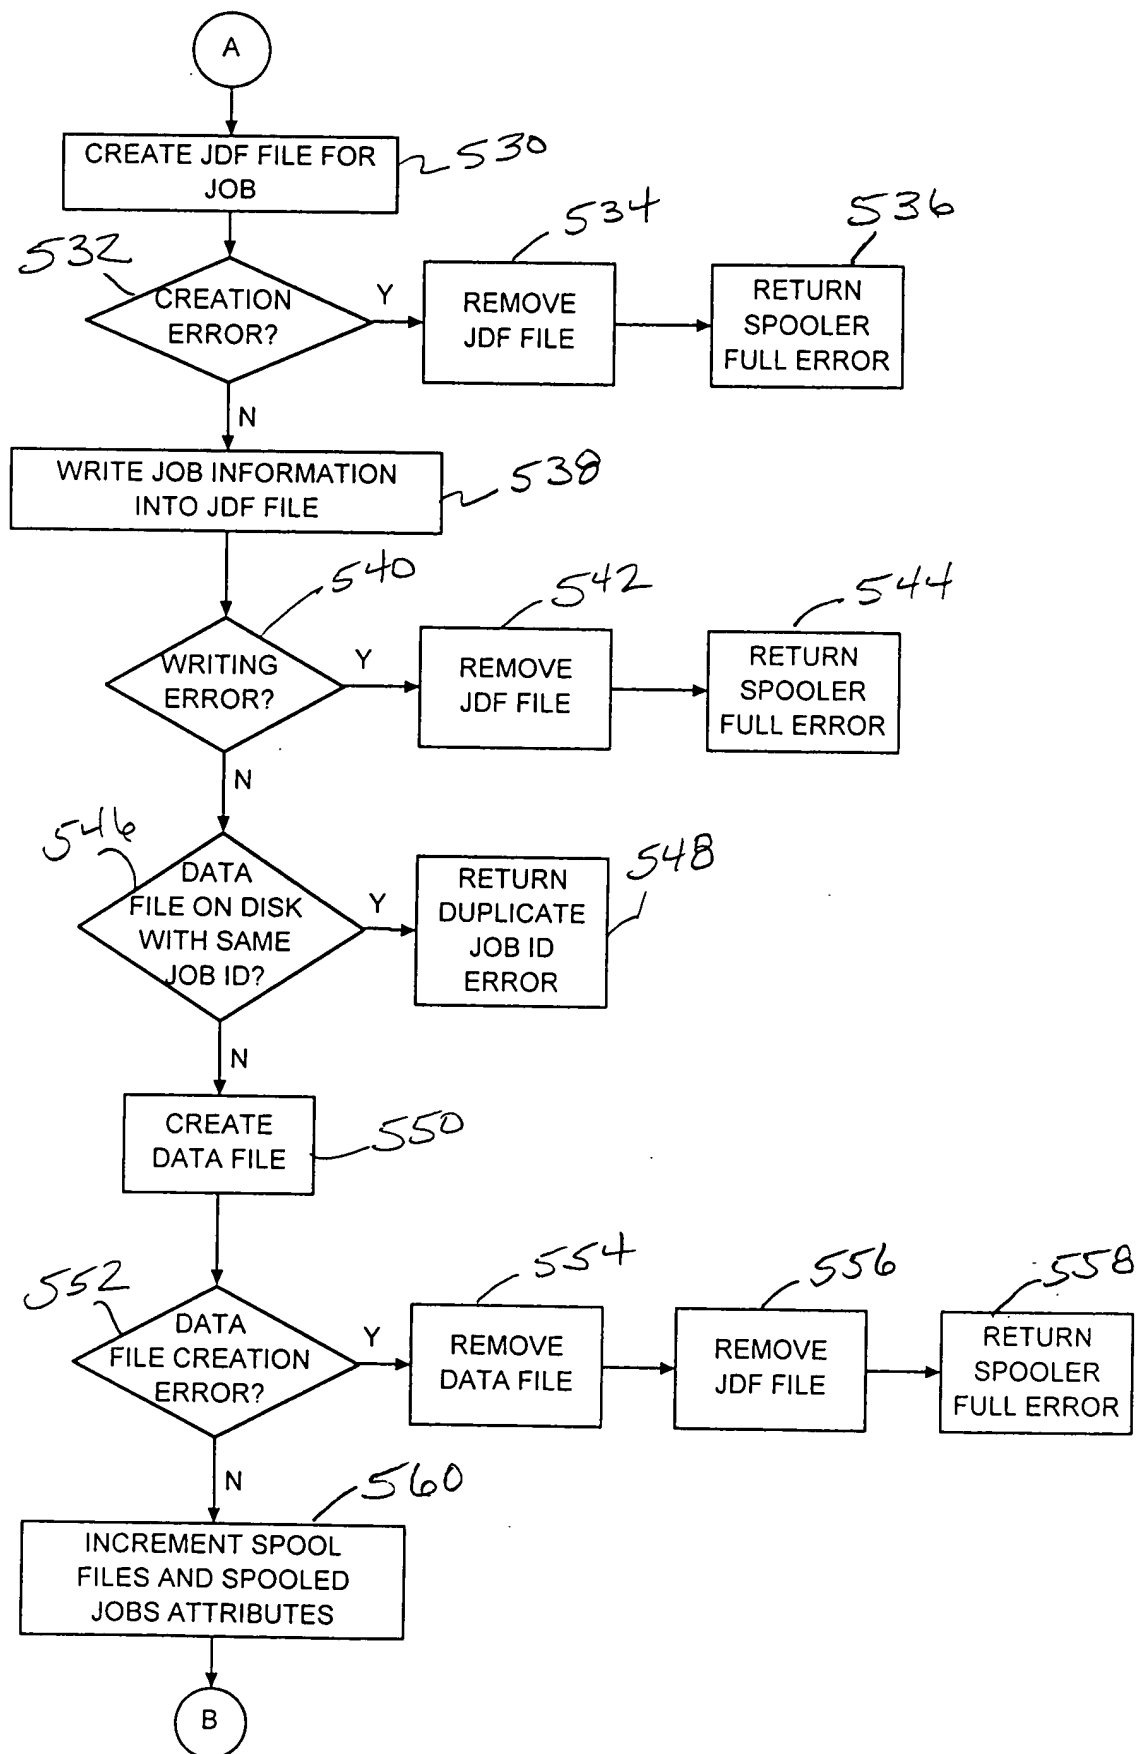 A
CREATE JDF FILE FOR
JOB
530
532
CREATION
ERROR?
Y
534
REMOVE
JDF FILE
536
RETURN
SPOOLER
FULL ERROR
N
WRITE JOB INFORMATION
INTO JDF FILE
538
540
WRITING
ERROR?
Y
542
REMOVE
JDF FILE
544
RETURN
SPOOLER
FULL ERROR
N
546
DATA
FILE ON DISK
WITH SAME
JOB ID?
Y
548
RETURN
DUPLICATE
JOB ID
ERROR
N
CREATE
DATA FILE
550
552
DATA
FILE CREATION
ERROR?
Y
554
REMOVE
DATA FILE
556
REMOVE
JDF FILE
558
RETURN
SPOOLER
FULL ERROR
N
560
INCREMENT SPOOL
FILES AND SPOOLED
JOBS ATTRIBUTES
B